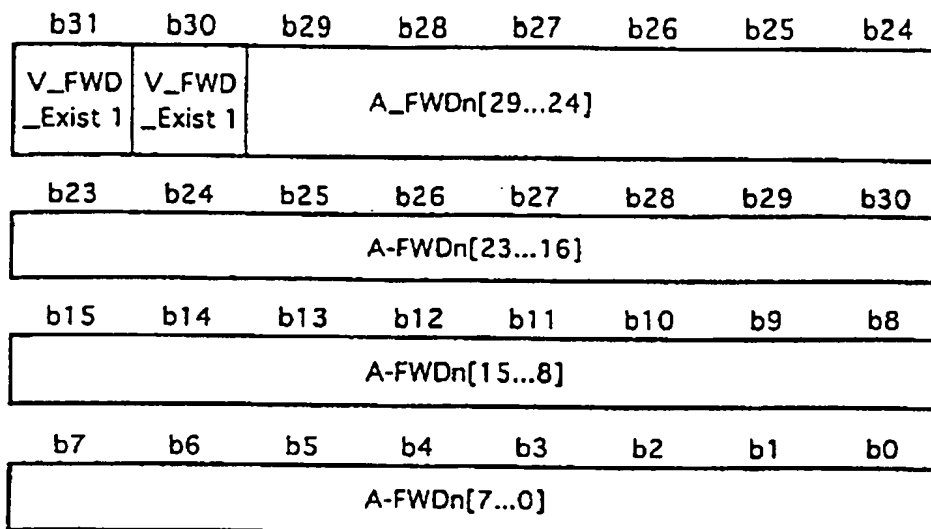 b31 b30 b29 b28 b27 b26 b25 b24
V_FWD V_FWD
_Exist 1 _Exist 1
A_FWDn[29...24]
b23 b24 b25 b26 b27 b28 b29 b30
A-FWDn[23...16]
b15 b14 b13 b12 b11 b10 b9 b8
A-FWDn[15...8]
b7 b6 b5 b4 b3 b2 b1 b0
A-FWDn[7...0]